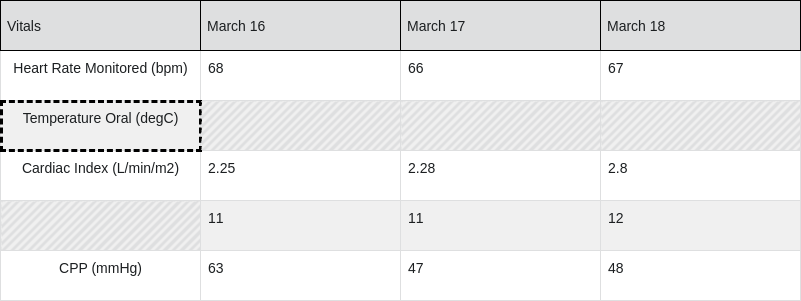 Vitals March 16 March 17 March 18
Heart Rate Monitored (bpm) 68 66 67
Temperature Oral (degC)
Cardiac Index (L/min/m2) 2.25 2.28 2.8
11 11 12
CPP (mmHg) 63 47 48